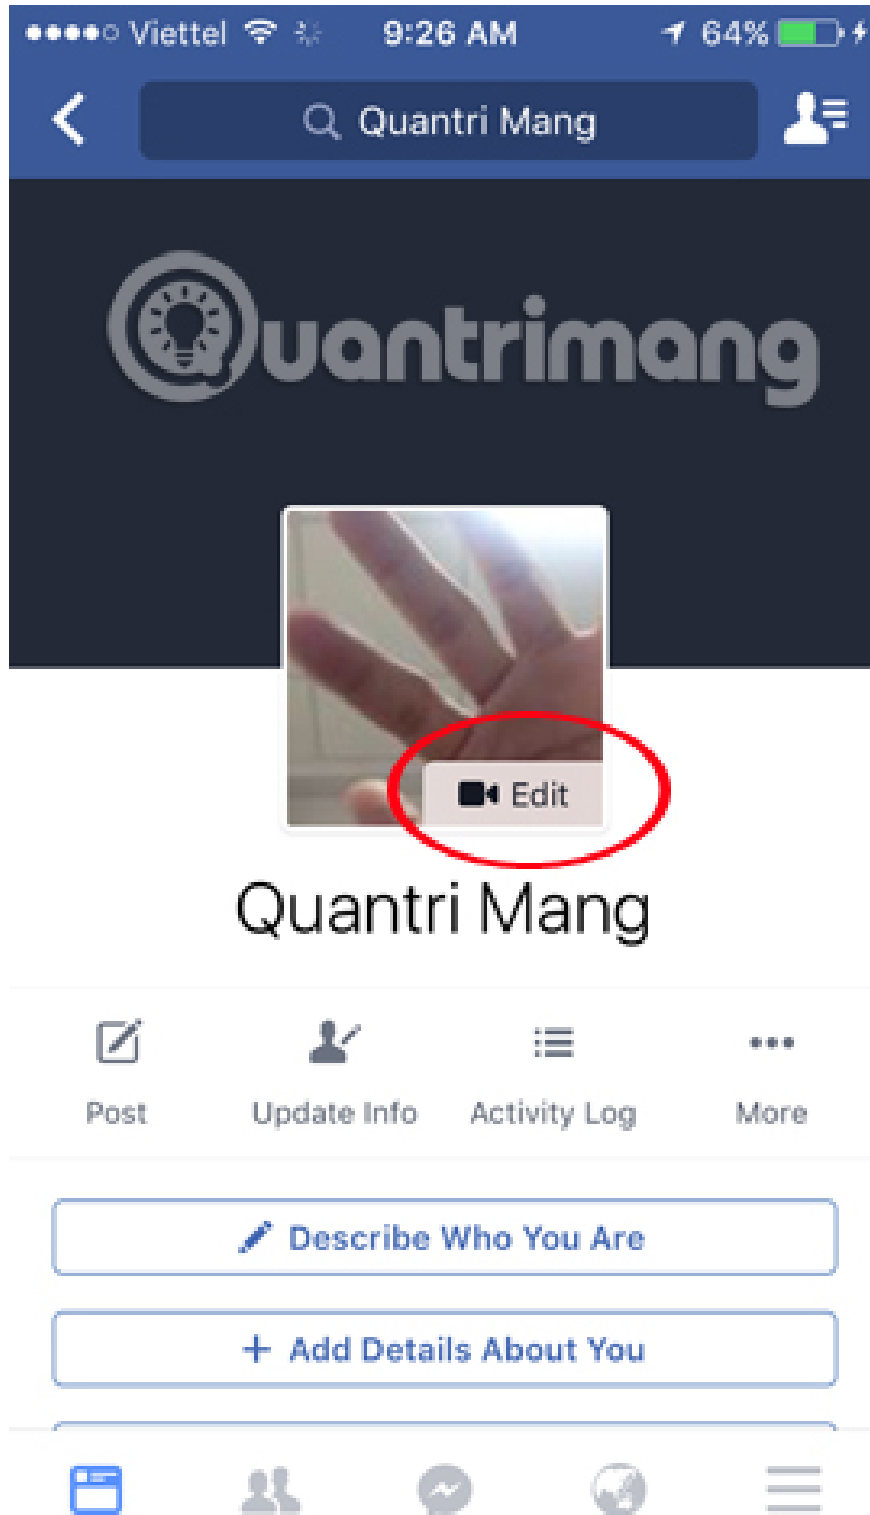 Viettel 9:26 AM 64%
Quantri Mang
Quantrimang
Edit
Quantri Mang
Post Update Info Activity Log More
Describe Who You Are
+ Add Details About You